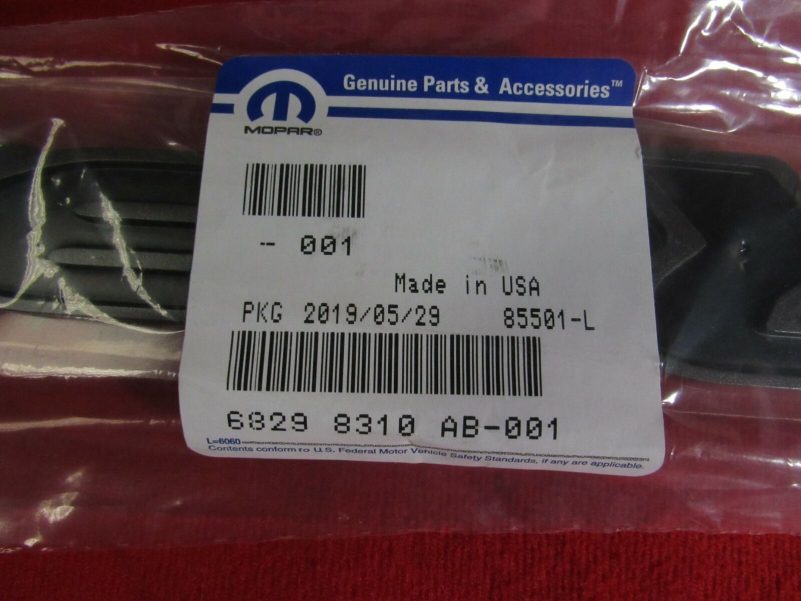 Genuine Parts & Accessories™
MOPAR®
-- 001
Made in USA
PKG 2019/05/29 85501-L
6829 8310 AB-001
L=6060
Contents conform to U.S. Federal Motor Vehicle Safety Standards, if any are applicable.